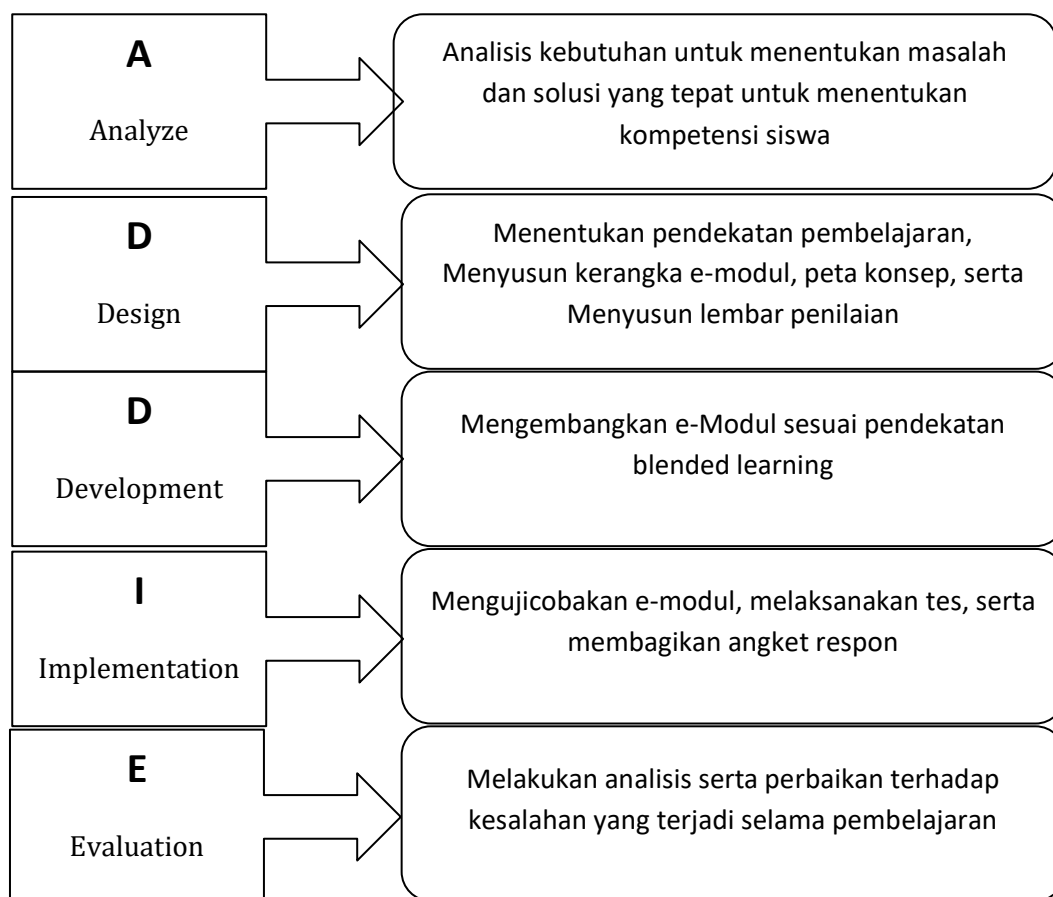 A
Analyze
Analisis kebutuhan untuk menentukan masalah
dan solusi yang tepat untuk menentukan
kompetensi siswa
D
Design
Menentukan pendekatan pembelajaran,
Menyusun kerangka e-modul, peta konsep, serta
Menyusun lembar penilaian
D
Development
Mengembangkan e-Modul sesuai pendekatan
blended learning
I
Implementation
Mengujicobakan e-modul, melaksanakan tes, serta
membagikan angket respon
E
Evaluation
Melakukan analisis serta perbaikan terhadap
kesalahan yang terjadi selama pembelajaran